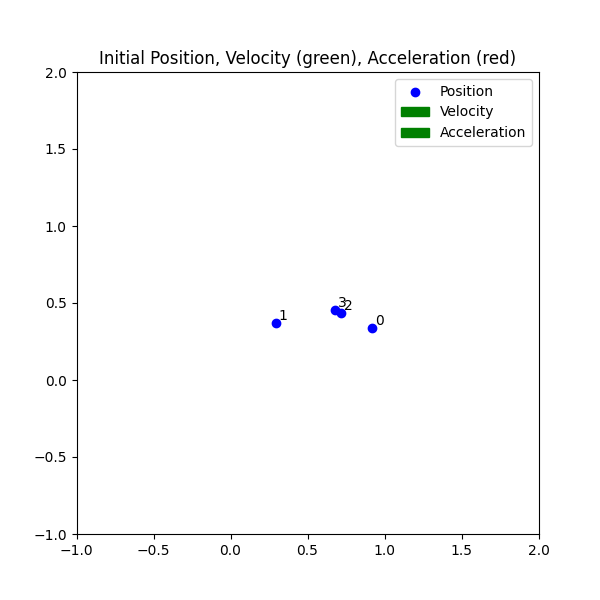 Initial Position, Velocity (green), Acceleration (red)
2.0
Position
Velocity
Acceleration
1.5
1.0
0.5
3
2
1
0
0.0
−0.5
−1.0
−1.0 −0.5 0.0 0.5 1.0 1.5 2.0